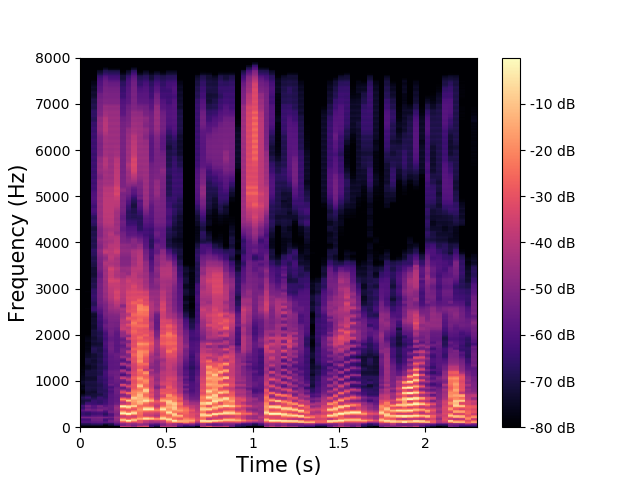 8000
7000
6000
5000
4000
3000
2000
1000
0
Frequency (Hz)
0
0.5
1
1.5
2
Time (s)
-10 dB
-20 dB
-30 dB
-40 dB
-50 dB
-60 dB
-70 dB
-80 dB